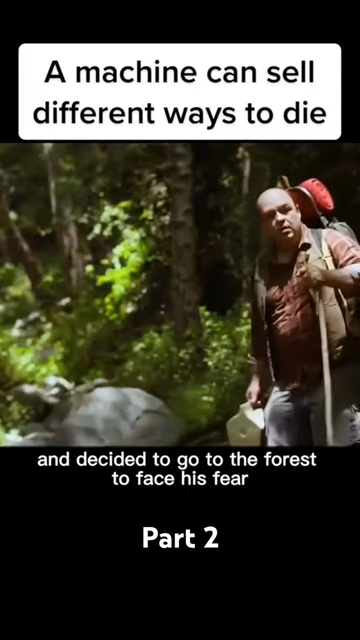 A machine can sell
different ways to die
and decided to go to the forest
to face his fear
Part 2